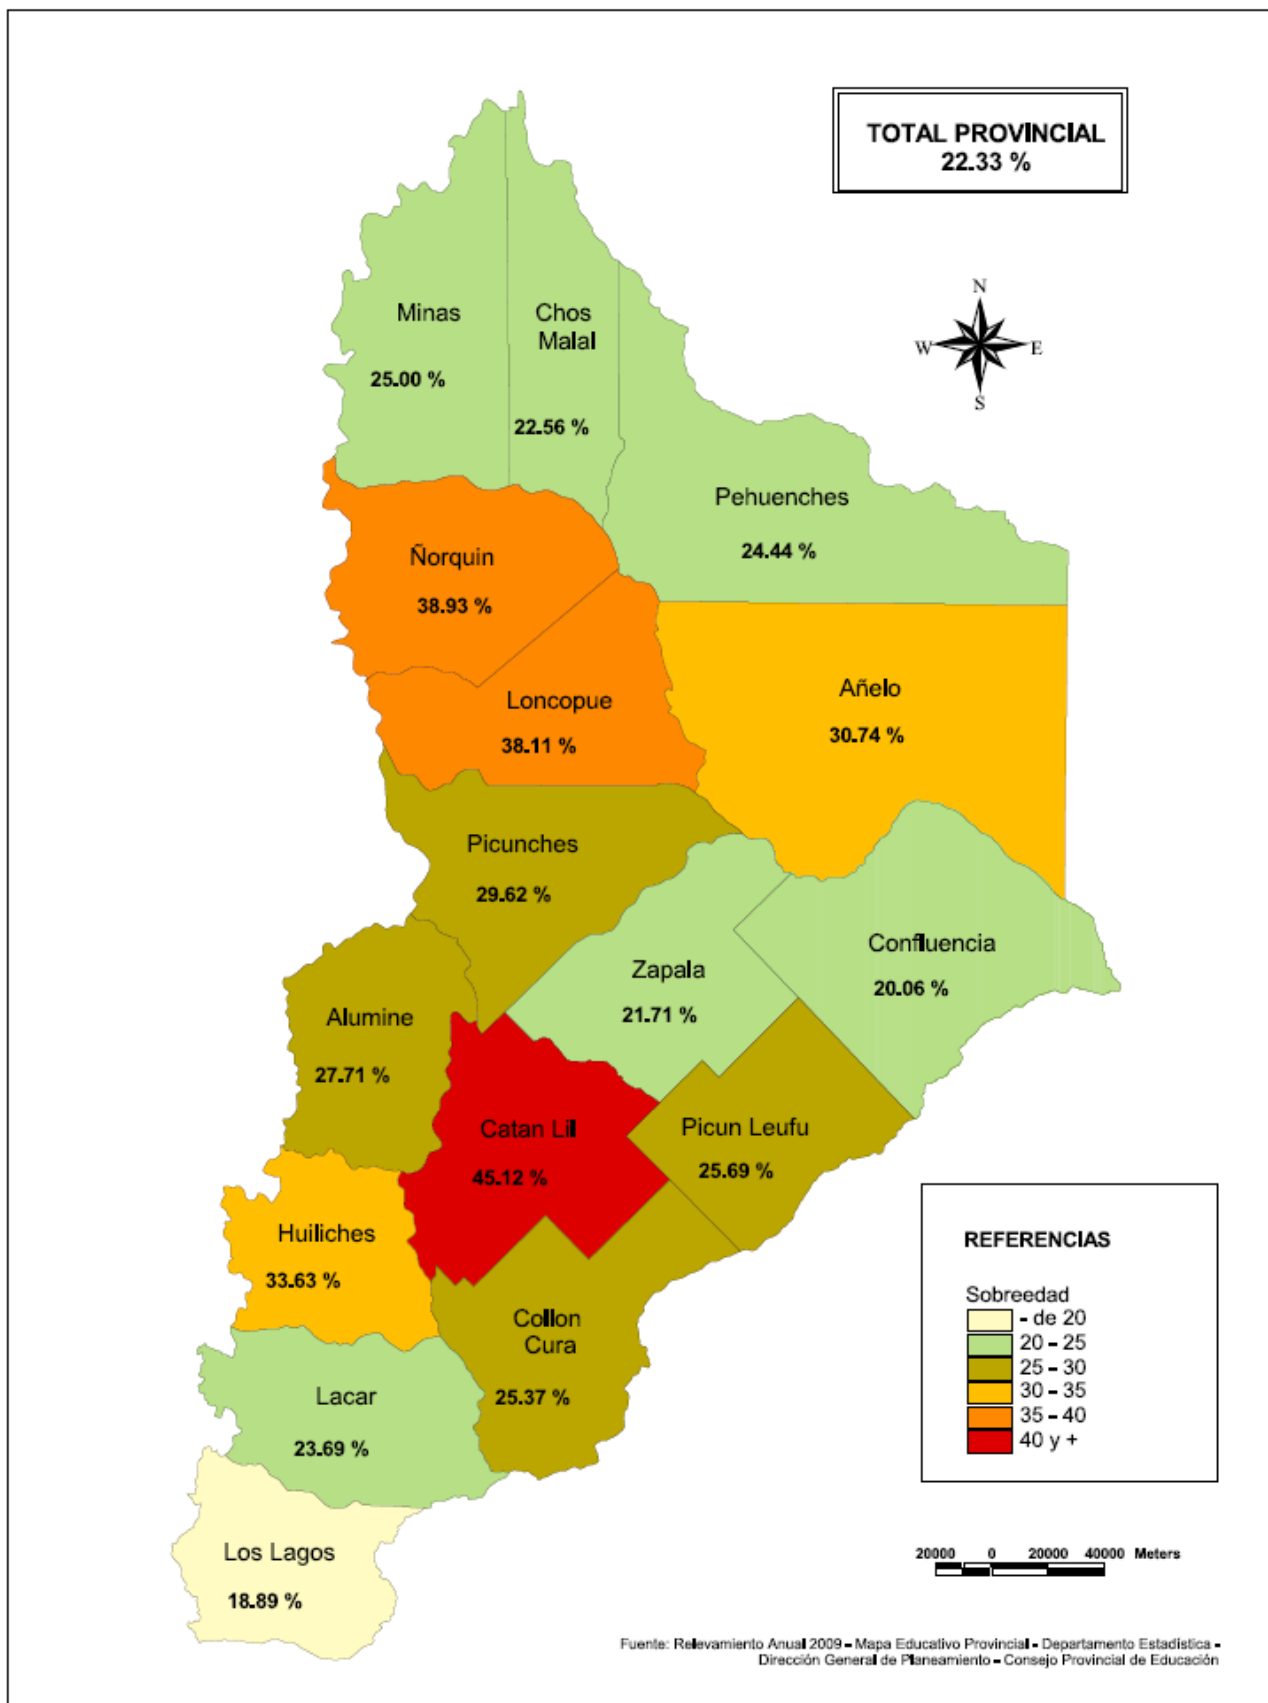 TOTAL PROVINCIAL
22.33 %
N
W
E
S
Minas
25.00 %
Chos
Malal
22.56 %
Pehuenches
24.44 %
Ñorquin
38.93 %
Loncopue
38.11 %
Añelo
30.74 %
Picunches
29.62 %
Zapala
21.71 %
Confluencia
20.06 %
Alumine
27.71 %
Catan Lil
45.12 %
Picun Leufu
25.69 %
Huiliches
33.63 %
Collon
Cura
25.37 %
Lacar
23.69 %
Los Lagos
18.89 %
REFERENCIAS
Sobreedad
- de 20
20 - 25
25 - 30
30 - 35
35 - 40
40 y +
20000 0 20000 40000 Meters
Fuente: Relevamiento Anual 2009 - Mapa Educativo Provincial - Departamento Estadística -
Dirección General de Planeamiento - Consejo Provincial de Educación